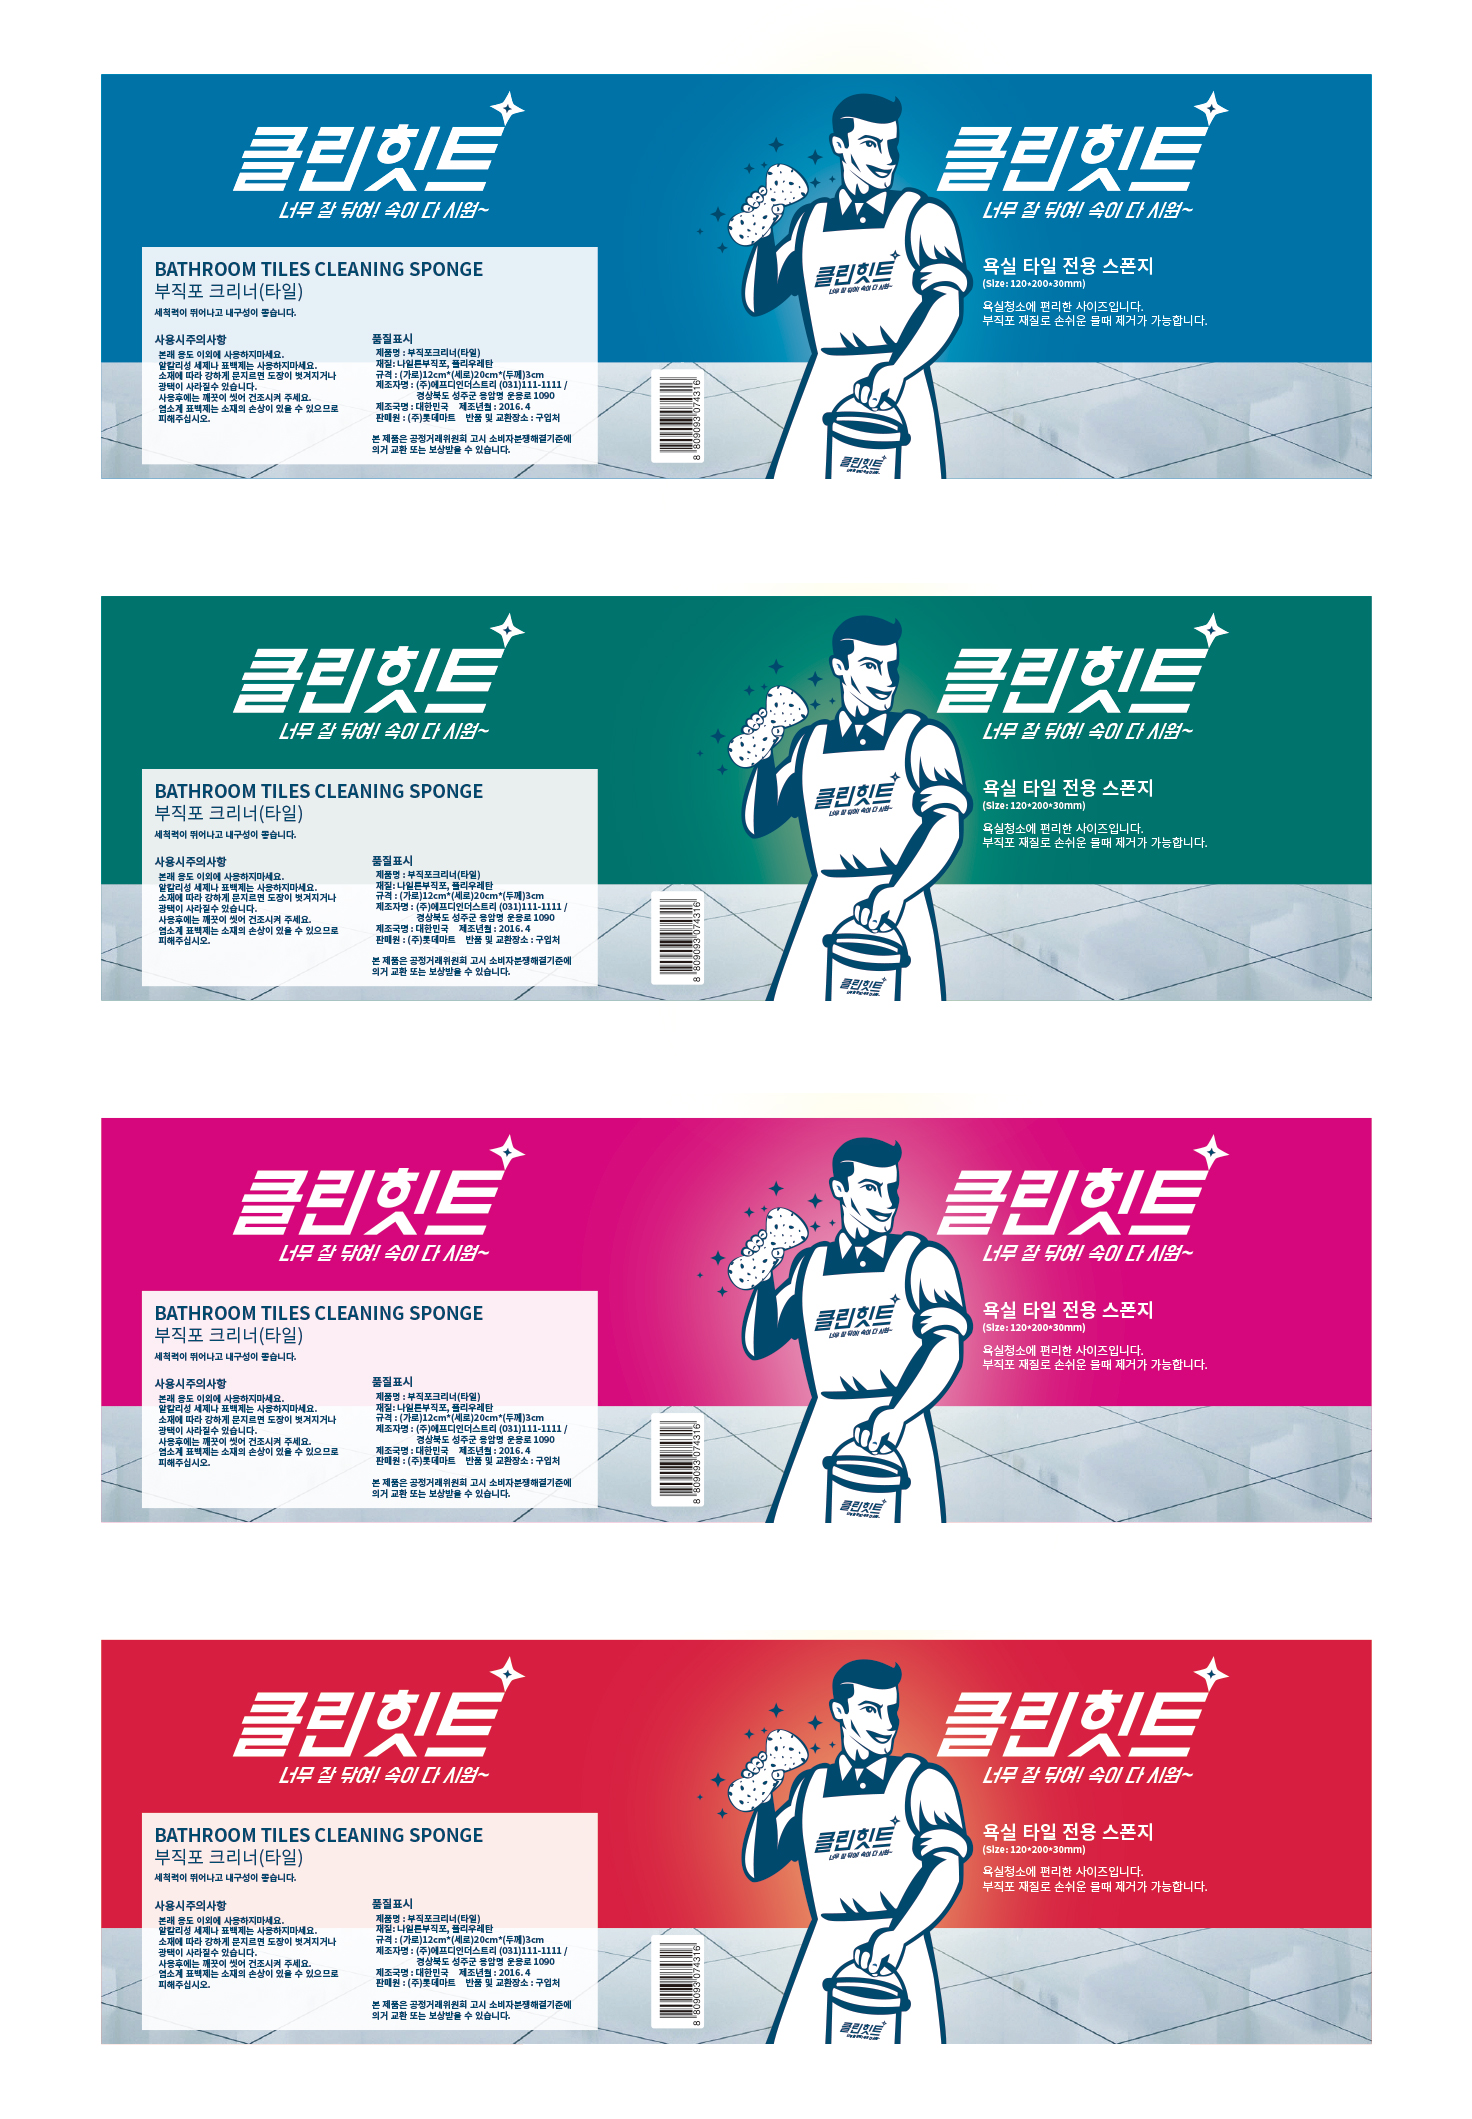 클린힛트
너무 잘 닦여! 속이 다 시원~
BATHROOM TILES CLEANING SPONGE
부직포 크리너(타일)
세척력이 뛰어나고 내구성이 좋습니다.
사용시주의사항
본래 용도 이외에 사용하지마세요.
알칼리성 세제나 표백제는 사용하지마세요.
소재에 따라 강하게 문지르면 도장이 벗겨지거나
광택이 사라질수 있습니다.
사용후에는 깨끗이 씻어 건조시켜 주세요.
염소계 표백제는 소재의 손상이 있을 수 있으므로
피해주십시오.
품질표시
제품명 : 부직포크리너(타일)
재질: 나일론부직포, 폴리우레탄
규격 : (가로)12cm*(세로)20cm*(두께)3cm
제조자명 : (주)에프디인더스트리 (031)111-1111 /
경상북도 성주군 용암명 운용로 1090
제조국명 : 대한민국 제조년월 : 2016. 4
판매원 : (주)롯데마트 반품 및 교환장소 : 구입처
본 제품은 공정거래위원회 고시 소비자분쟁해결기준에
의거 교환 또는 보상받을 수 있습니다.
8 809093 074316
클린힛트
너무 잘 닦여! 속이 다 시원~
클린힛트
클린힛트
너무 잘 닦여! 속이 다 시원~
욕실 타일 전용 스폰지
(Size: 120*200*30mm)
욕실청소에 편리한 사이즈입니다.
부직포 재질로 손쉬운 물때 제거가 가능합니다.
클린힛트
너무 잘 닦여! 속이 다 시원~
BATHROOM TILES CLEANING SPONGE
부직포 크리너(타일)
세척력이 뛰어나고 내구성이 좋습니다.
사용시주의사항
본래 용도 이외에 사용하지마세요.
알칼리성 세제나 표백제는 사용하지마세요.
소재에 따라 강하게 문지르면 도장이 벗겨지거나
광택이 사라질수 있습니다.
사용후에는 깨끗이 씻어 건조시켜 주세요.
염소계 표백제는 소재의 손상이 있을 수 있으므로
피해주십시오.
품질표시
제품명 : 부직포크리너(타일)
재질: 나일론부직포, 폴리우레탄
규격 : (가로)12cm*(세로)20cm*(두께)3cm
제조자명 : (주)에프디인더스트리 (031)111-1111 /
경상북도 성주군 용암명 운용로 1090
제조국명 : 대한민국 제조년월 : 2016. 4
판매원 : (주)롯데마트 반품 및 교환장소 : 구입처
본 제품은 공정거래위원회 고시 소비자분쟁해결기준에
의거 교환 또는 보상받을 수 있습니다.
8 809093 074316
클린힛트
너무 잘 닦여! 속이 다 시원~
클린힛트
클린힛트
너무 잘 닦여! 속이 다 시원~
욕실 타일 전용 스폰지
(Size: 120*200*30mm)
욕실청소에 편리한 사이즈입니다.
부직포 재질로 손쉬운 물때 제거가 가능합니다.
클린힛트
너무 잘 닦여! 속이 다 시원~
BATHROOM TILES CLEANING SPONGE
부직포 크리너(타일)
세척력이 뛰어나고 내구성이 좋습니다.
사용시주의사항
본래 용도 이외에 사용하지마세요.
알칼리성 세제나 표백제는 사용하지마세요.
소재에 따라 강하게 문지르면 도장이 벗겨지거나
광택이 사라질수 있습니다.
사용후에는 깨끗이 씻어 건조시켜 주세요.
염소계 표백제는 소재의 손상이 있을 수 있으므로
피해주십시오.
품질표시
제품명 : 부직포크리너(타일)
재질: 나일론부직포, 폴리우레탄
규격 : (가로)12cm*(세로)20cm*(두께)3cm
제조자명 : (주)에프디인더스트리 (031)111-1111 /
경상북도 성주군 용암명 운용로 1090
제조국명 : 대한민국 제조년월 : 2016. 4
판매원 : (주)롯데마트 반품 및 교환장소 : 구입처
본 제품은 공정거래위원회 고시 소비자분쟁해결기준에
의거 교환 또는 보상받을 수 있습니다.
8 809093 074316
클린힛트
너무 잘 닦여! 속이 다 시원~
클린힛트
클린힛트
너무 잘 닦여! 속이 다 시원~
욕실 타일 전용 스폰지
(Size: 120*200*30mm)
욕실청소에 편리한 사이즈입니다.
부직포 재질로 손쉬운 물때 제거가 가능합니다.
클린힛트
너무 잘 닦여! 속이 다 시원~
BATHROOM TILES CLEANING SPONGE
부직포 크리너(타일)
세척력이 뛰어나고 내구성이 좋습니다.
사용시주의사항
본래 용도 이외에 사용하지마세요.
알칼리성 세제나 표백제는 사용하지마세요.
소재에 따라 강하게 문지르면 도장이 벗겨지거나
광택이 사라질수 있습니다.
사용후에는 깨끗이 씻어 건조시켜 주세요.
염소계 표백제는 소재의 손상이 있을 수 있으므로
피해주십시오.
품질표시
제품명 : 부직포크리너(타일)
재질: 나일론부직포, 폴리우레탄
규격 : (가로)12cm*(세로)20cm*(두께)3cm
제조자명 : (주)에프디인더스트리 (031)111-1111 /
경상북도 성주군 용암명 운용로 1090
제조국명 : 대한민국 제조년월 : 2016. 4
판매원 : (주)롯데마트 반품 및 교환장소 : 구입처
본 제품은 공정거래위원회 고시 소비자분쟁해결기준에
의거 교환 또는 보상받을 수 있습니다.
8 809093 074316
클린힛트
너무 잘 닦여! 속이 다 시원~
클린힛트
클린힛트
너무 잘 닦여! 속이 다 시원~
욕실 타일 전용 스폰지
(Size: 120*200*30mm)
욕실청소에 편리한 사이즈입니다.
부직포 재질로 손쉬운 물때 제거가 가능합니다.